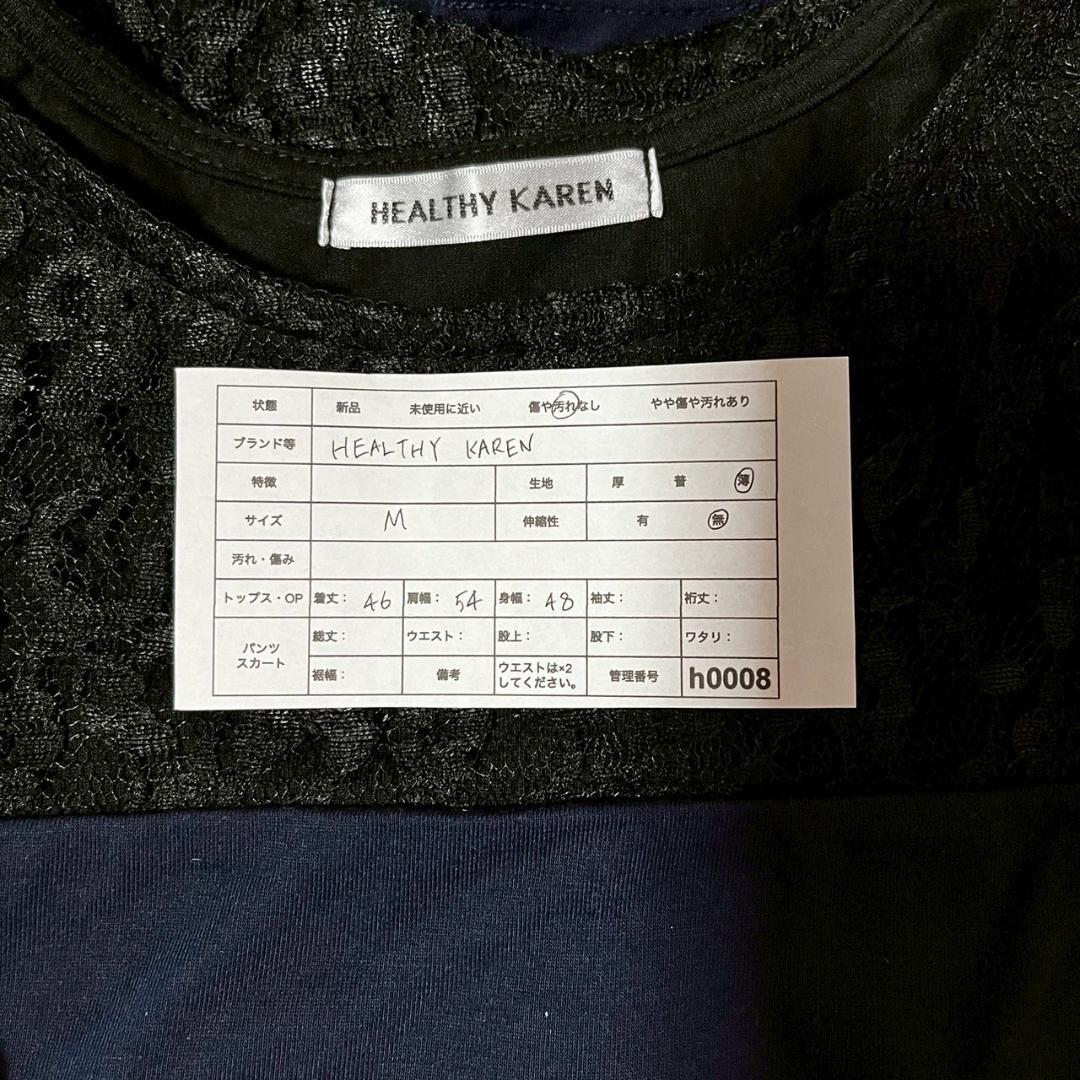 HEALTHY KAREN
状態 新品 未使用に近い 傷や汚れなし やや傷や汚れあり
ブランド等 HEALTHY KAREN
特徴 生地 厚 普 薄
サイズ M 伸縮性 有 無
汚れ・傷み
トップス・OP 着丈： 46 肩幅： 54 身幅： 48 袖丈： 裄丈：
パンツ スカート 総丈： ウエスト： 股上： 股下： ワタリ：
裾幅： 備考 ウエストは×2 してください。 管理番号 h0008